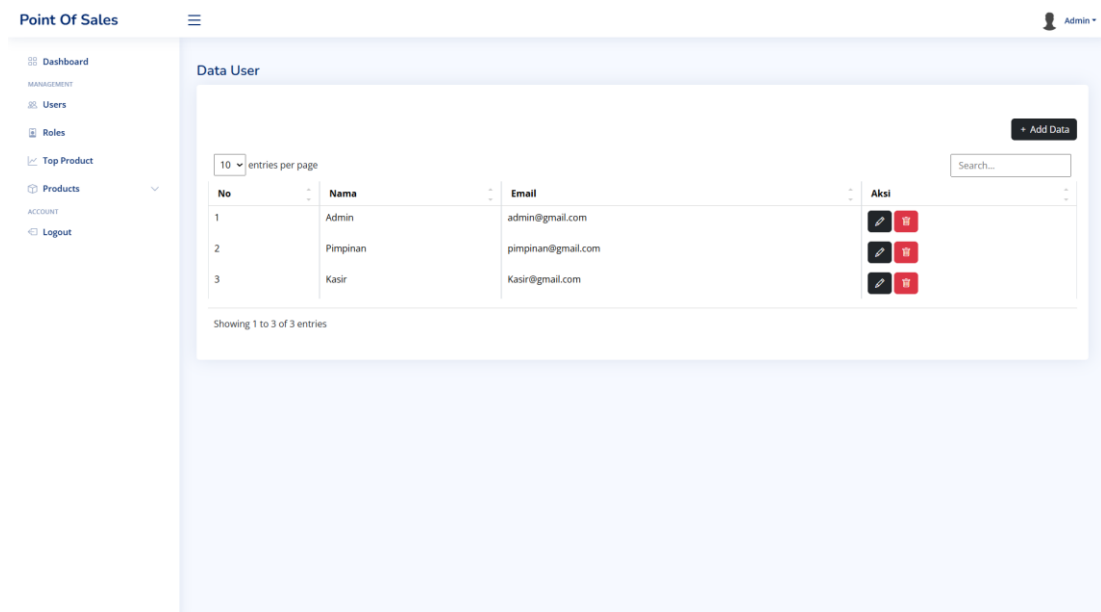 Point Of Sales
Admin
Dashboard
MANAGEMENT
Users
Roles
Top Product
Products
ACCOUNT
Logout
Data User
+ Add Data
10 entries per page
Search...
No Nama Email Aksi
1 Admin admin@gmail.com
2 Pimpinan pimpinan@gmail.com
3 Kasir Kasir@gmail.com
Showing 1 to 3 of 3 entries